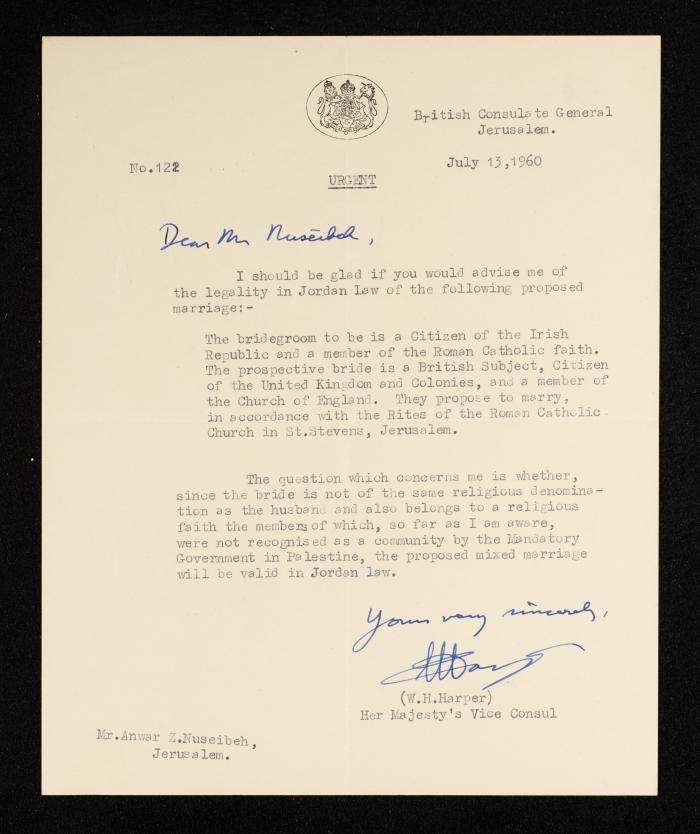 British Consulate General
Jerusalem.
No.122
July 13,1960
URGENT
Dear Mr Nuseibeh,
I should be glad if you would advise me of
the legality in Jordan Law of the following proposed
marriage:-
The bridegroom to be is a Citizen of the Irish
Republic and a member of the Roman Catholic faith.
The prospective bride is a British Subject, Citizen
of the United Kingdom and Colonies, and a member of
the Church of England. They propose to marry,
in accordance with the Rites of the Roman Catholic
Church in St.Stevens, Jerusalem.
The question which concerns me is whether,
since the bride is not of the same religious denomina-
tion as the husband and also belongs to a religious
faith the members of which, so far as I am aware,
were not recognised as a community by the Mandatory
Government in Palestine, the proposed mixed marriage
will be valid in Jordan law.
Yours very sincerely,
(W.H.Harper)
Her Majesty's Vice Consul
Mr.Anwar Z.Nuseibeh,
Jerusalem.